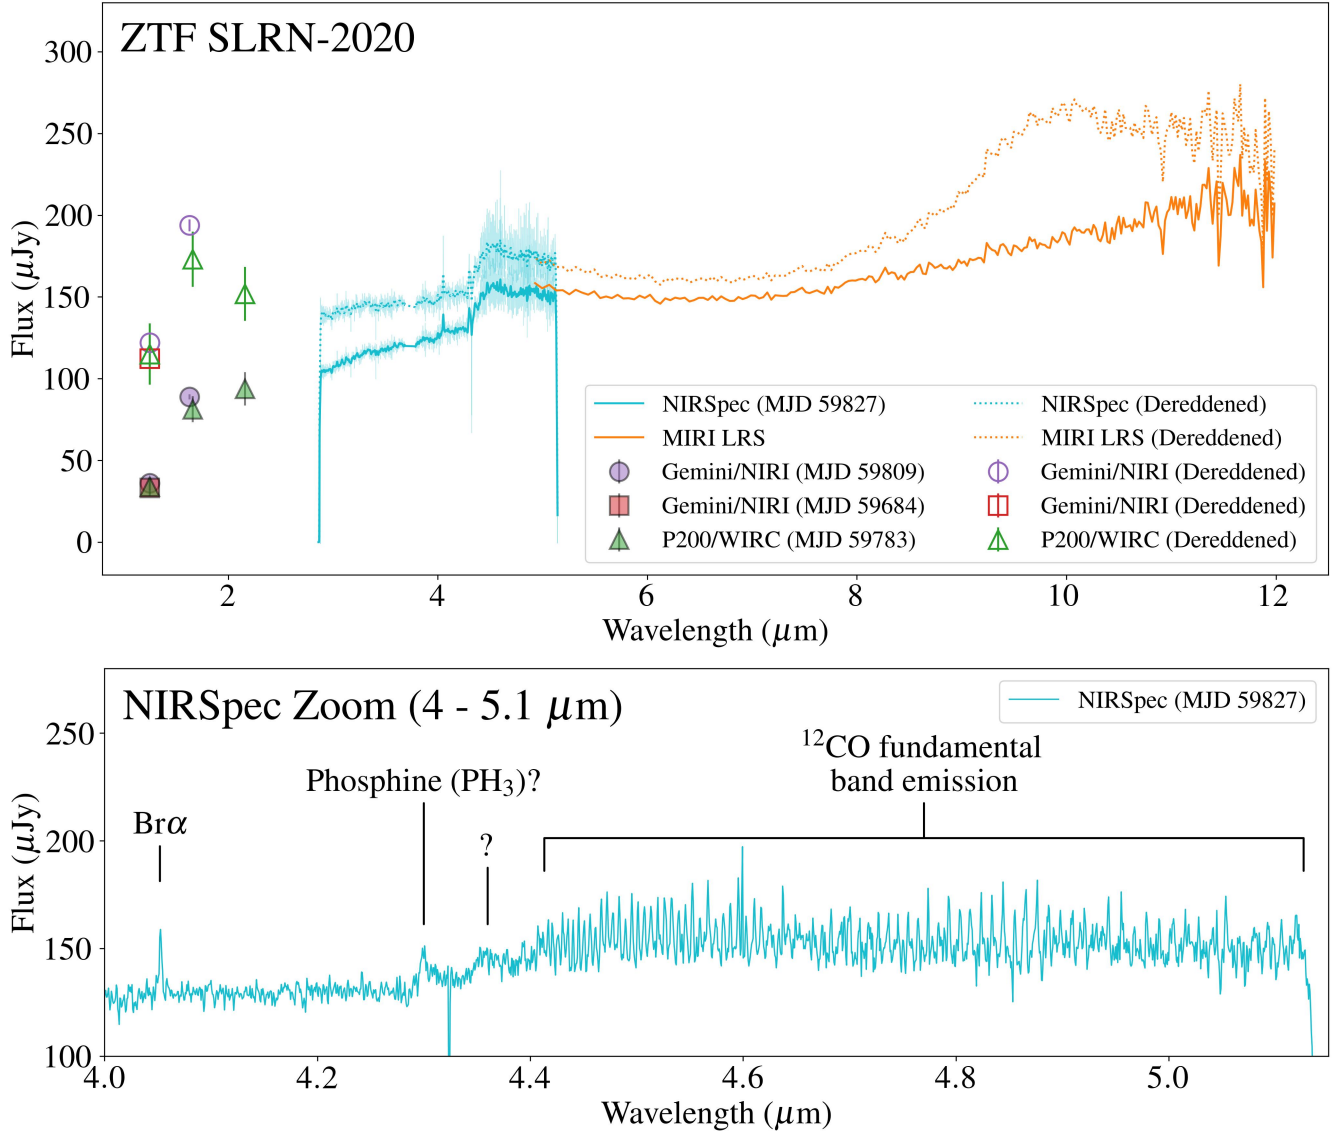 ZTF SLRN-2020
300
250
200
150
100
50
0
Flux (μJy)
NIRSpec (MJD 59827)
MIRI LRS
Gemini/NIRI (MJD 59809)
Gemini/NIRI (MJD 59684)
P200/WIRC (MJD 59783)
NIRSpec (Dereddened)
MIRI LRS (Dereddened)
Gemini/NIRI (Dereddened)
Gemini/NIRI (Dereddened)
P200/WIRC (Dereddened)
2 4 6 8 10 12
Wavelength (μm)
NIRSpec Zoom (4 - 5.1 μm)
NIRSpec (MJD 59827)
250
200
150
100
Flux (μJy)
Brα
Phosphine (PH₃)?
?
¹²CO fundamental
band emission
4.0 4.2 4.4 4.6 4.8 5.0
Wavelength (μm)